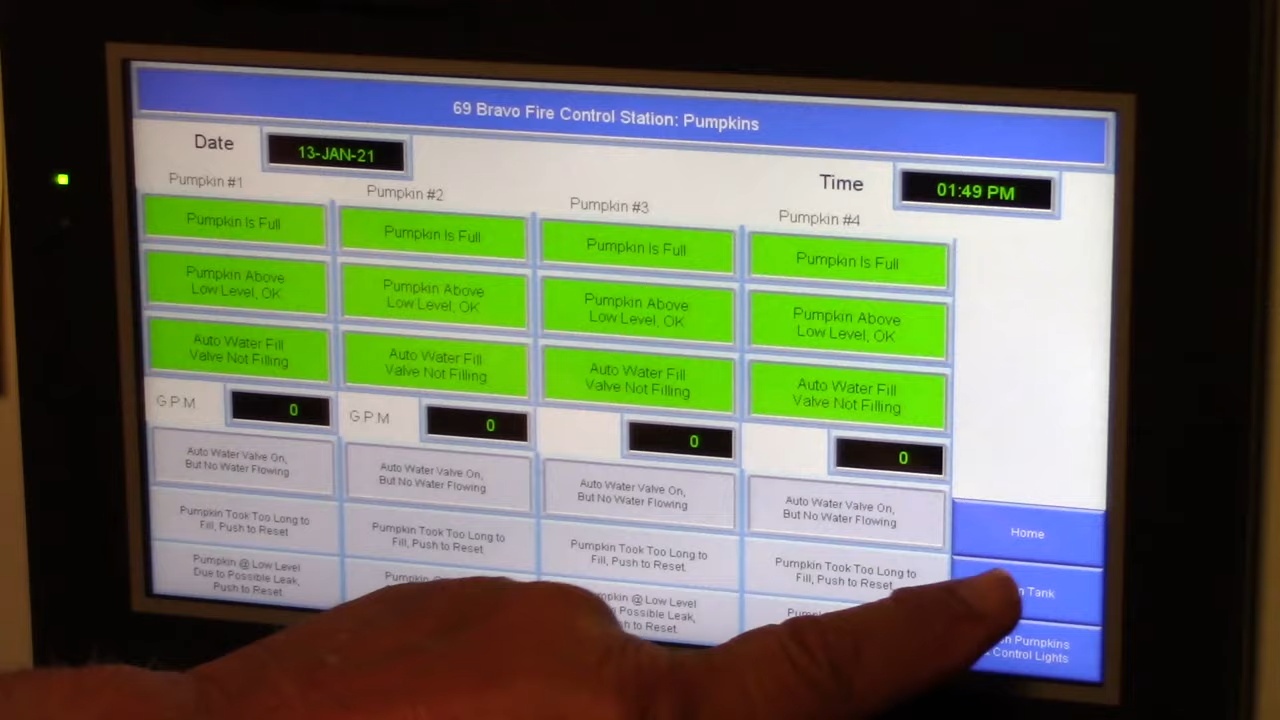 69 Bravo Fire Control Station: Pumpkins
Date
13-JAN-21
Time
01:49 PM
Pumpkin #1
Pumpkin #2
Pumpkin #3
Pumpkin #4
Pumpkin Is Full
Pumpkin Is Full
Pumpkin Is Full
Pumpkin Is Full
Pumpkin Above
Low Level, OK
Pumpkin Above
Low Level, OK
Pumpkin Above
Low Level, OK
Pumpkin Above
Low Level, OK
Auto Water Fill
Valve Not Filling
Auto Water Fill
Valve Not Filling
Auto Water Fill
Valve Not Filling
Auto Water Fill
Valve Not Filling
G.P.M
0
G.P.M
0
0
0
Auto Water Valve On,
But No Water Flowing
Auto Water Valve On,
But No Water Flowing
Auto Water Valve On,
But No Water Flowing
Auto Water Valve On,
But No Water Flowing
Pumpkin Took Too Long to
Fill, Push to Reset
Pumpkin Took Too Long to
Fill, Push to Reset
Pumpkin Took Too Long to
Fill, Push to Reset.
Pumpkin Took Too Long to
Fill, Push to Reset
Pumpkin @ Low Level
Due to Possible Leak,
Push to Reset.
@ Low Level
Possible Leak,
to Reset.
Home
Tank
Pumpkins
Control Lights